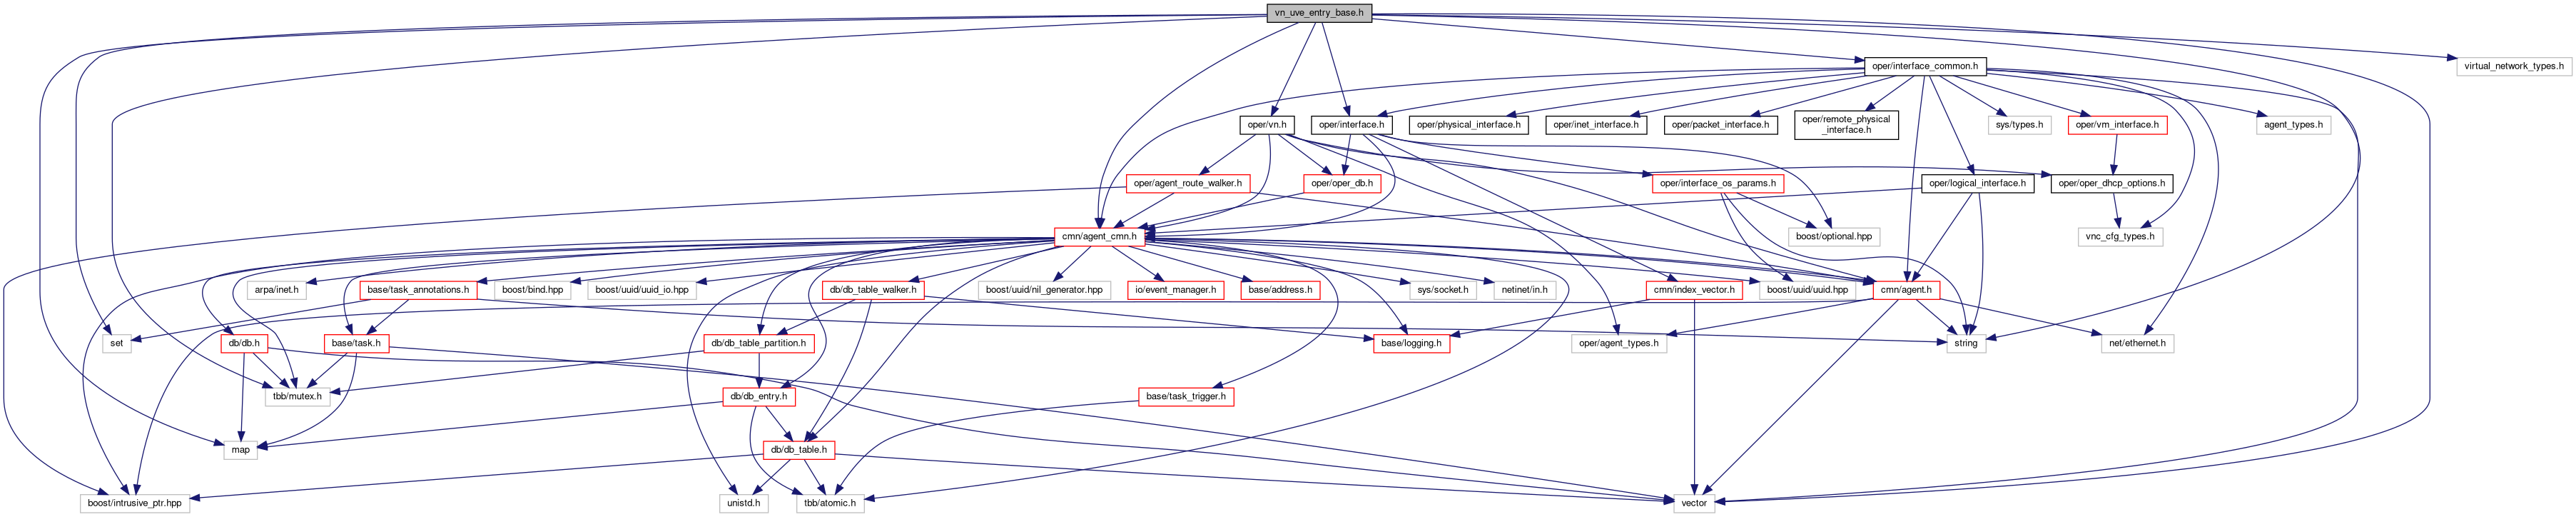 vn_uve_entry_base.h
virtual_network_types.h
oper/interface_common.h
oper/vn.h
oper/interface.h
oper/physical_interface.h
oper/inet_interface.h
oper/packet_interface.h
oper/remote_physical
_interface.h
sys/types.h
oper/vm_interface.h
agent_types.h
oper/agent_route_walker.h
oper/oper_db.h
oper/interface_os_params.h
oper/logical_interface.h
oper/oper_dhcp_options.h
cmn/agent_cmn.h
boost/optional.hpp
vnc_cfg_types.h
arpa/inet.h
base/task_annotations.h
boost/bind.hpp
boost/uuid/uuid_io.hpp
db/db_table_walker.h
boost/uuid/nil_generator.hpp
io/event_manager.h
base/address.h
sys/socket.h
netinet/in.h
cmn/index_vector.h
boost/uuid/uuid.hpp
cmn/agent.h
set
db/db.h
base/task.h
db/db_table_partition.h
base/logging.h
oper/agent_types.h
string
net/ethernet.h
tbb/mutex.h
db/db_entry.h
base/task_trigger.h
map
db/db_table.h
boost/intrusive_ptr.hpp
unistd.h
tbb/atomic.h
vector